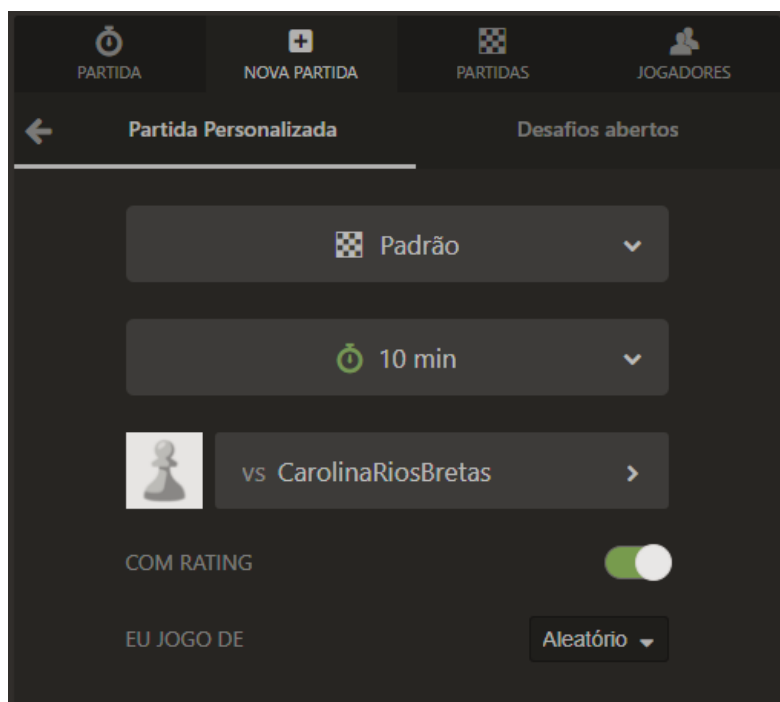 PARTIDA NOVA PARTIDA PARTIDAS JOGADORES
Partida Personalizada Desafios abertos
Padrão
10 min
vs CarolinaRiosBretas
COM RATING
EU JOGO DE Aleatório